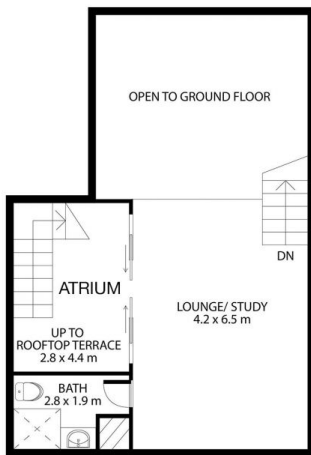 OPEN TO GROUND FLOOR
DN
ATRIUM
UP TO
ROOFTOP TERRACE
2.8 x 4.4 m
LOUNGE/ STUDY
4.2 x 6.5 m
BATH
2.8 x 1.9 m